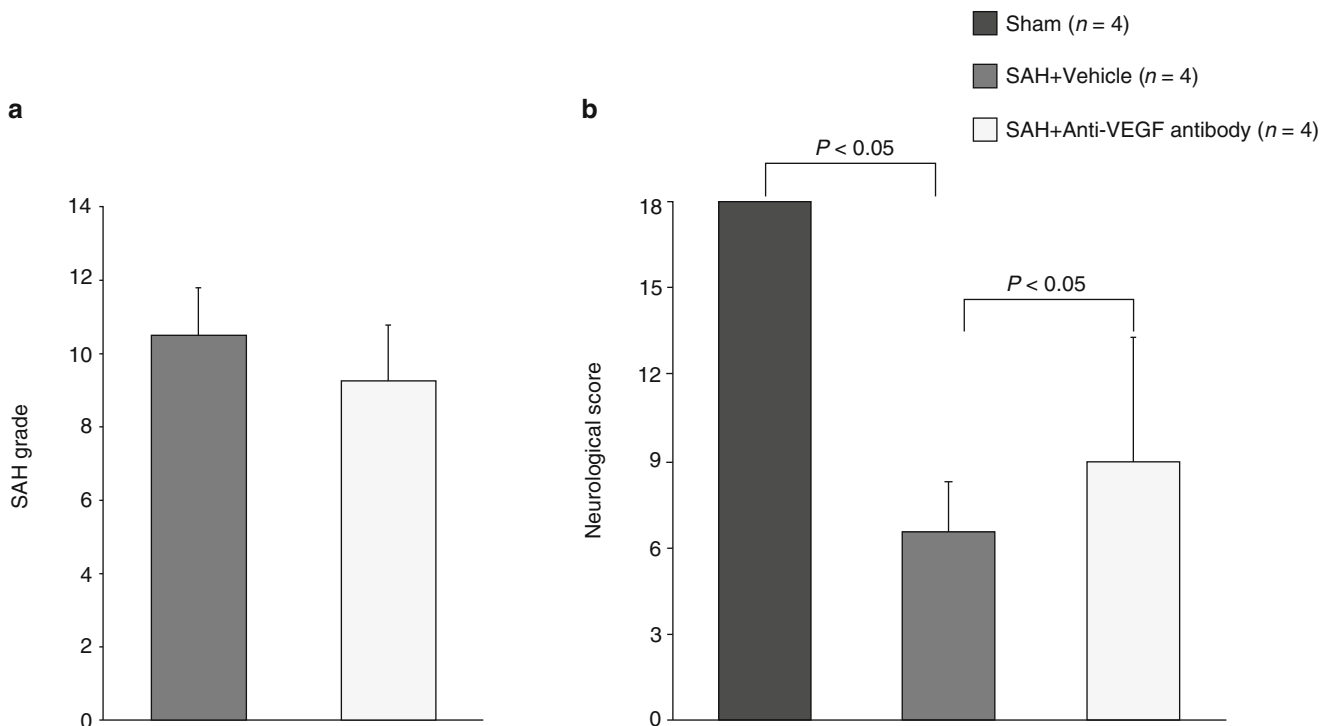 Sham (n = 4)
SAH+Vehicle (n = 4)
SAH+Anti-VEGF antibody (n = 4)
a
14
12
10
8
6
4
2
0
SAH grade
b
P < 0.05
P < 0.05
18
15
12
9
6
3
0
Neurological score